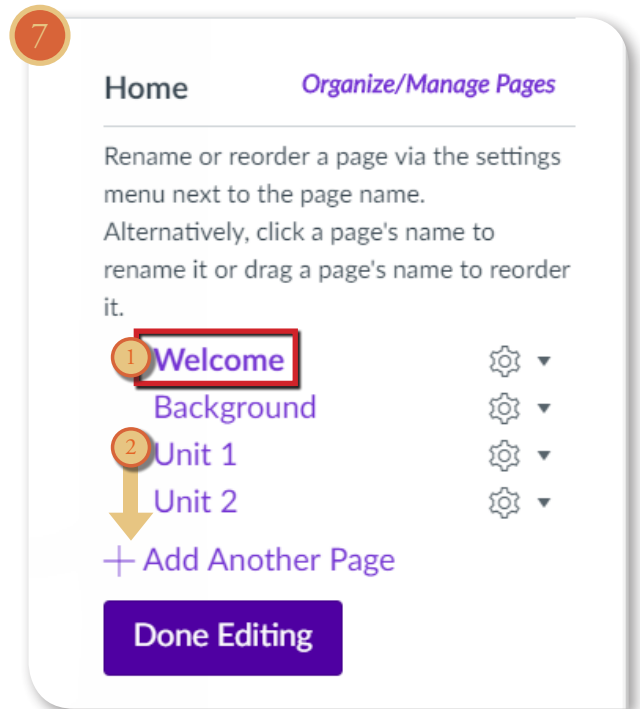 7
Home Organize/Manage Pages
Rename or reorder a page via the settings
menu next to the page name.
Alternatively, click a page's name to
rename it or drag a page's name to reorder
it.
1 Welcome
Background
2 Unit 1
Unit 2
+ Add Another Page
Done Editing